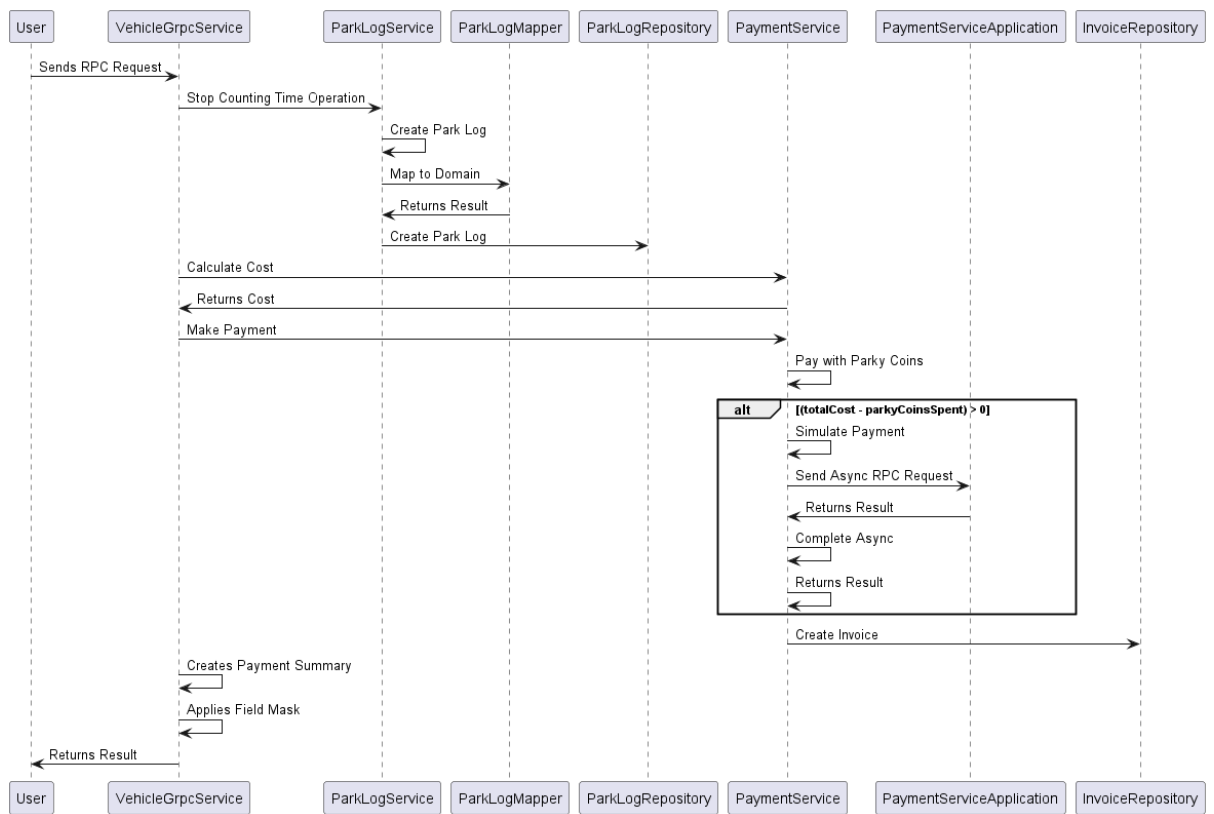 User VehicleGrpcService ParkLogService ParkLogMapper ParkLogRepository PaymentService PaymentServiceApplication InvoiceRepository
Sends RPC Request
Stop Counting Time Operation
Create Park Log
Map to Domain
Returns Result
Create Park Log
Calculate Cost
Returns Cost
Make Payment
Pay with Parky Coins
alt [(totalCost - parkyCoinsSpent) > 0]
Simulate Payment
Send Async RPC Request
Returns Result
Complete Async
Returns Result
Create Invoice
Creates Payment Summary
Applies Field Mask
Returns Result
User VehicleGrpcService ParkLogService ParkLogMapper ParkLogRepository PaymentService PaymentServiceApplication InvoiceRepository